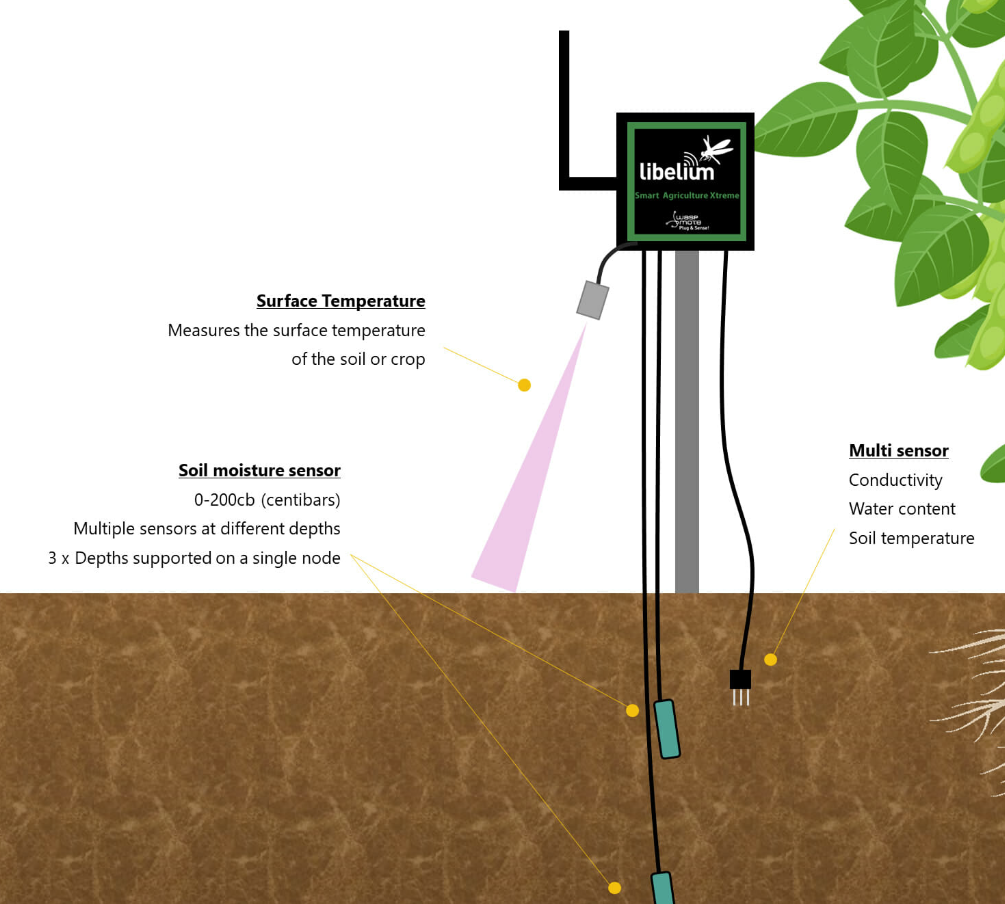 libelium
Smart Agriculture Xtreme
WASP
MOTE
Plug & Sense!
Surface Temperature
Measures the surface temperature
of the soil or crop
Soil moisture sensor
0-200cb (centibars)
Multiple sensors at different depths
3 x Depths supported on a single node
Multi sensor
Conductivity
Water content
Soil temperature